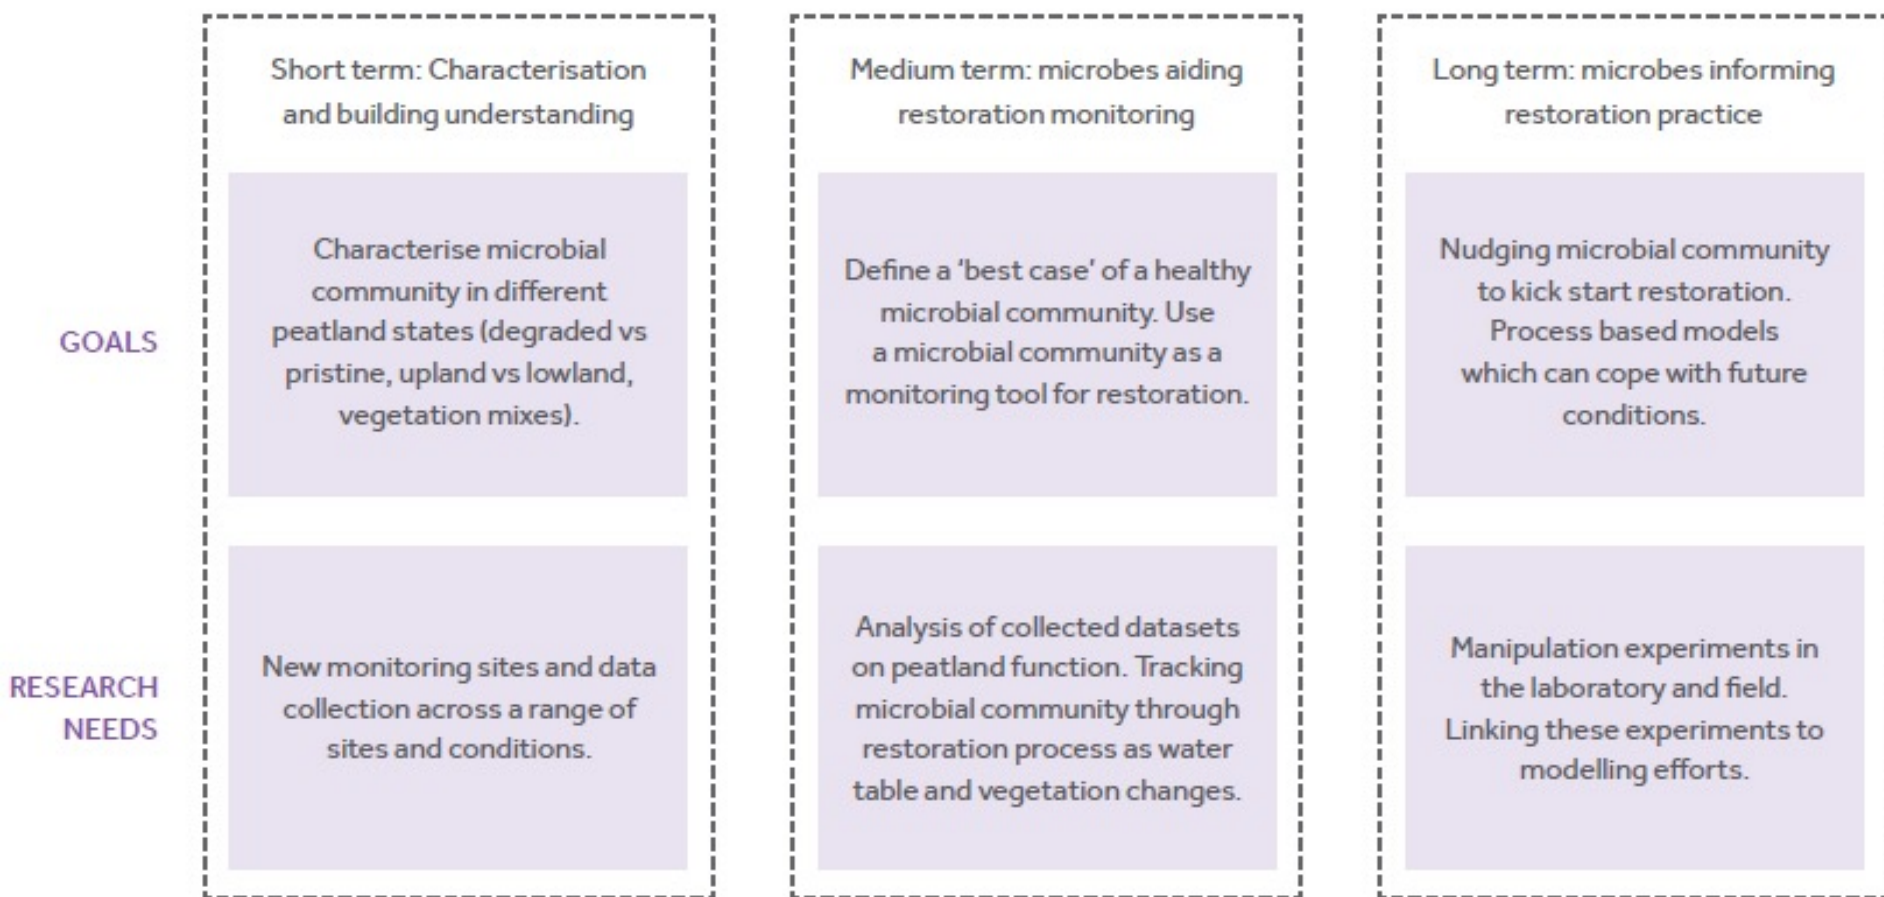 Short term: Characterisation
and building understanding
Medium term: microbes aiding
restoration monitoring
Long term: microbes informing
restoration practice
GOALS
Characterise microbial
community in different
peatland states (degraded vs
pristine, upland vs lowland,
vegetation mixes).
Define a ‘best case’ of a healthy
microbial community. Use
a microbial community as a
monitoring tool for restoration.
Nudging microbial community
to kick start restoration.
Process based models
which can cope with future
conditions.
RESEARCH
NEEDS
New monitoring sites and data
collection across a range of
sites and conditions.
Analysis of collected datasets
on peatland function. Tracking
microbial community through
restoration process as water
table and vegetation changes.
Manipulation experiments in
the laboratory and field.
Linking these experiments to
modelling efforts.